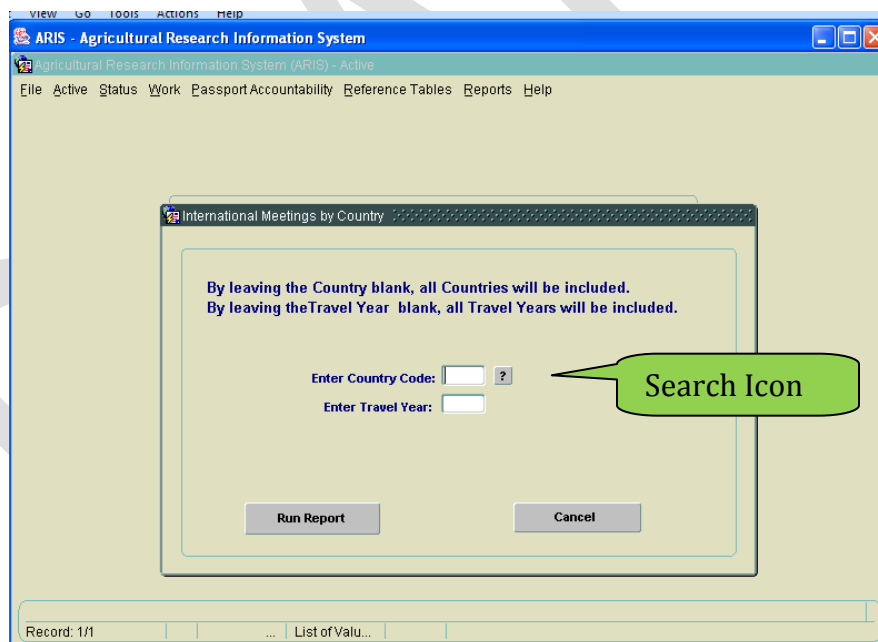 View Go Tools Actions Help
ARIS - Agricultural Research Information System
Agricultural Research Information System (ARIS) - Active
File Active Status Work Passport Accountability Reference Tables Reports Help
International Meetings by Country
By leaving the Country blank, all Countries will be included.
By leaving theTravel Year blank, all Travel Years will be included.
Enter Country Code: ?
Search Icon
Enter Travel Year:
Run Report Cancel
Record: 1/1 ... List of Valu...